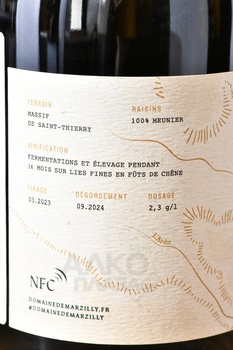 TERROIR
MASSIF
DE SAINT-THIERRY
RAISINS
100% MEUNIER
VINIFICATION
FERMENTATIONS ET ÉLEVAGE PENDANT
16 MOIS SUR LIES FINES EN FÛTS DE CHÊNE
TIRAGE
03.2023
DÉGORGEMENT
09.2024
DOSAGE
2,3 g/l
NFC
DOMAINEDEMARZILLY.FR
@DOMAINEDEMARZILLY